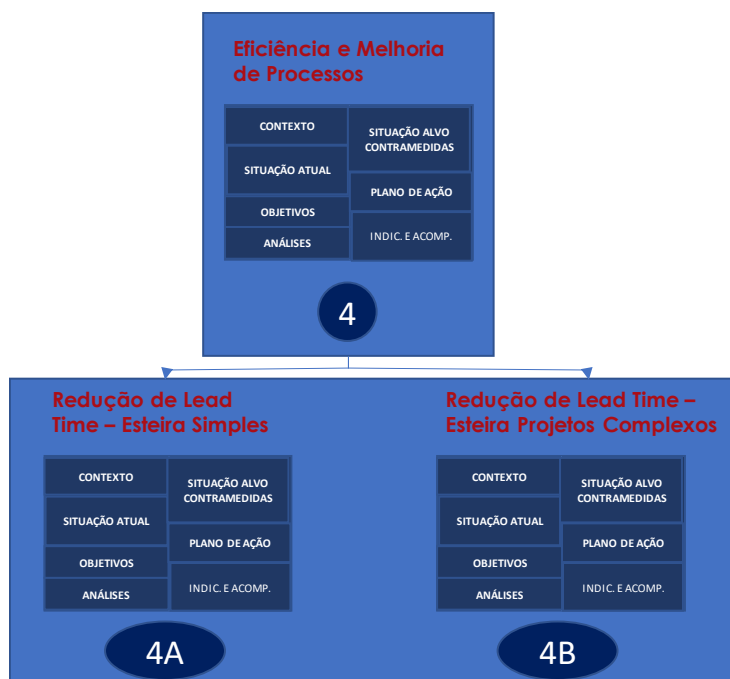 Eficiência e Melhoria
de Processos
CONTEXTO
SITUAÇÃO ATUAL
OBJETIVOS
ANÁLISES
SITUAÇÃO ALVO
CONTRAMEDIDAS
PLANO DE AÇÃO
INDIC. E ACOMP.
4
Redução de Lead
Time – Esteira Simples
CONTEXTO
SITUAÇÃO ATUAL
OBJETIVOS
ANÁLISES
SITUAÇÃO ALVO
CONTRAMEDIDAS
PLANO DE AÇÃO
INDIC. E ACOMP.
4A
Redução de Lead Time –
Esteira Projetos Complexos
CONTEXTO
SITUAÇÃO ATUAL
OBJETIVOS
ANÁLISES
SITUAÇÃO ALVO
CONTRAMEDIDAS
PLANO DE AÇÃO
INDIC. E ACOMP.
4B